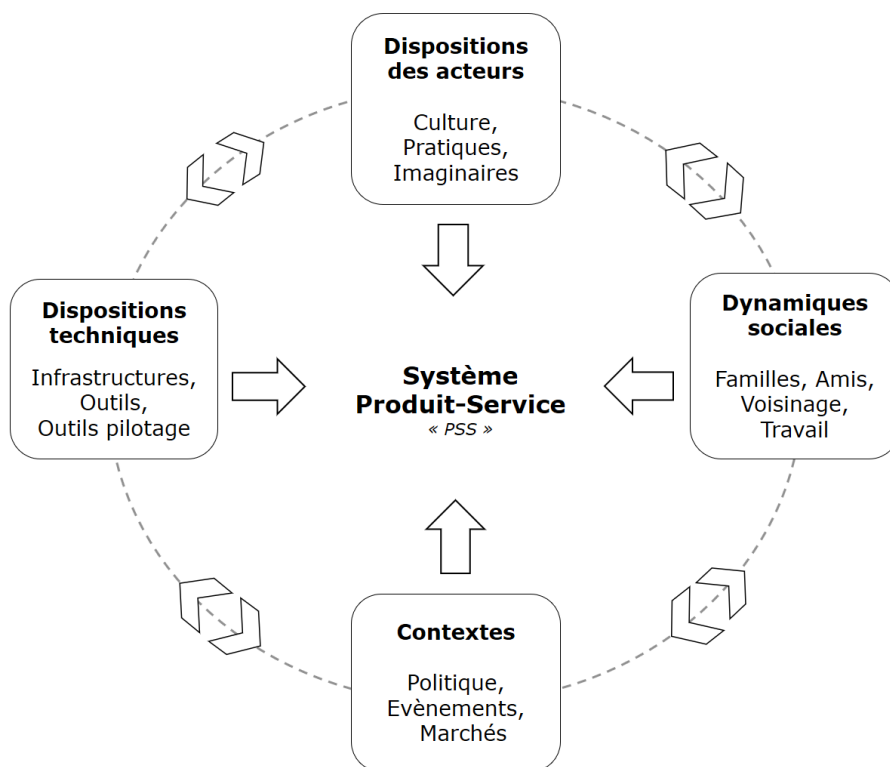 Dispositions
des acteurs
Culture,
Pratiques,
Imaginaires
Dispositions
techniques
Infrastructures,
Outils,
Outils pilotage
Système
Produit-Service
« PSS »
Dynamiques
sociales
Familles, Amis,
Voisinage,
Travail
Contextes
Politique,
Evènements,
Marchés